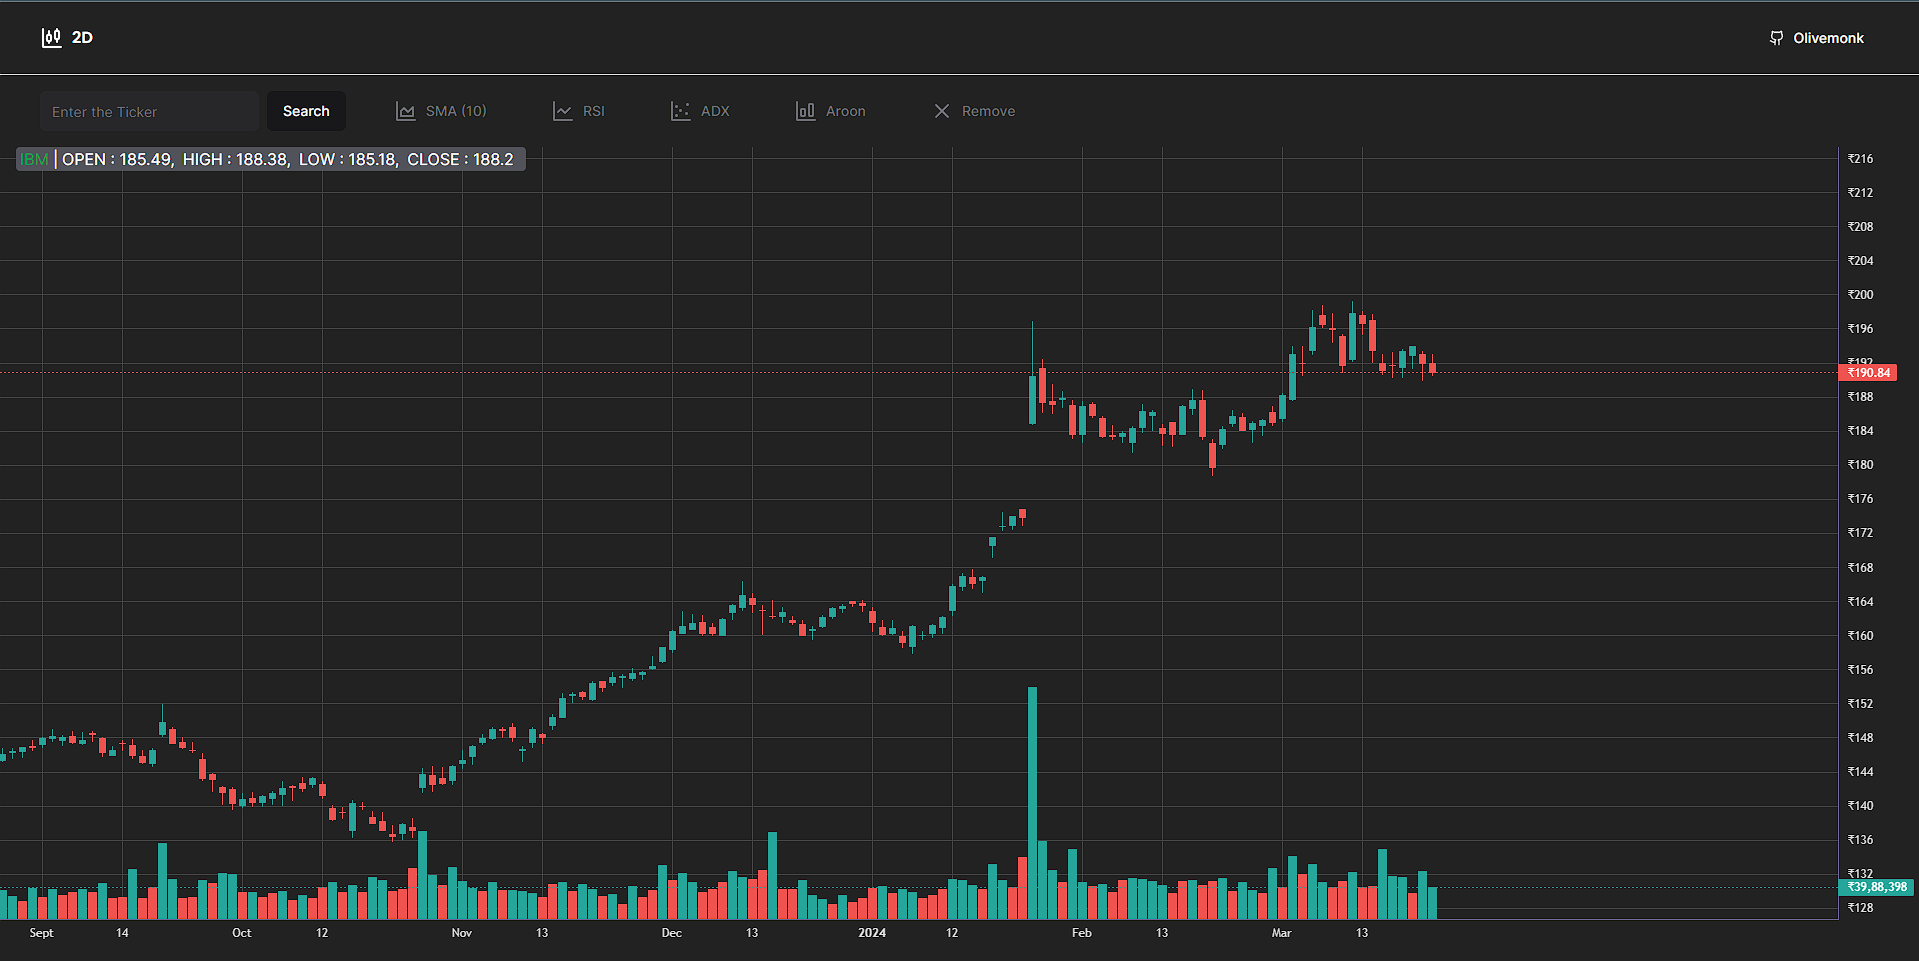 2D
Olivemonk
Enter the Ticker
Search
SMA (10)
RSI
ADX
Aroon
Remove
IBM | OPEN : 185.49, HIGH : 188.38, LOW : 185.18, CLOSE : 188.2
₹216
₹212
₹208
₹204
₹200
₹196
₹192
₹190.84
₹188
₹184
₹180
₹176
₹172
₹168
₹164
₹160
₹156
₹152
₹148
₹144
₹140
₹136
₹132
₹39,88,398
₹128
Sept 14 Oct 12 Nov 13 Dec 13 2024 12 Feb 13 Mar 13